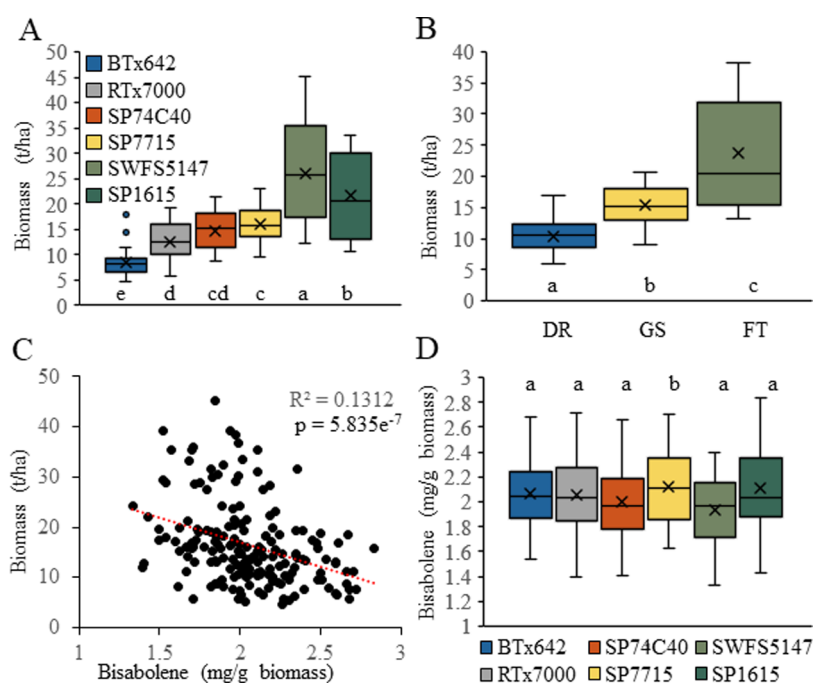 A
Biomass (t/ha)
50
45
40
35
30
25
20
15
10
5
0
BTx642
RTx7000
SP74C40
SP7715
SWFS5147
SP1615
e d cd c a b
B
Biomass (t/ha)
40
35
30
25
20
15
10
5
0
a b c
DR GS FT
C
Biomass (t/ha)
50
40
30
20
10
0
R² = 0.1312
p = 5.835e⁻⁷
1 1.5 2 2.5 3
Bisabolene (mg/g biomass)
D
Bisabolene (mg/g biomass)
3
2.8
2.6
2.4
2.2
2
1.8
1.6
1.4
1.2
1
a a a b a a
BTx642 SP74C40 SWFS5147
RTx7000 SP7715 SP1615